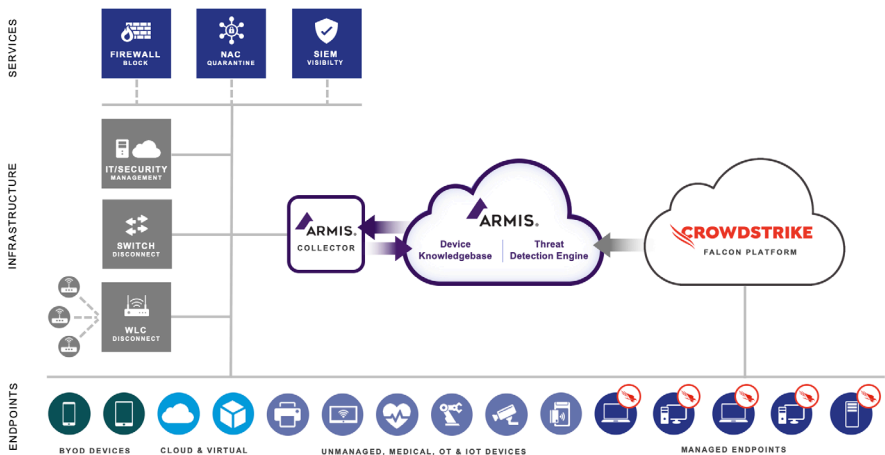 SERVICES
FIREWALL
BLOCK
NAC
QUARANTINE
SIEM
VISIBILTY
INFRASTRUCTURE
IT/SECURITY
MANAGEMENT
SWITCH
DISCONNECT
WLC
DISCONNECT
ARMIS.
COLLECTOR
ARMIS.
Device
Knowledgebase
Threat
Detection Engine
CROWDSTRIKE
FALCON PLATFORM
ENDPOINTS
BYOD DEVICES
CLOUD & VIRTUAL
UNMANAGED, MEDICAL, OT & IOT DEVICES
MANAGED ENDPOINTS